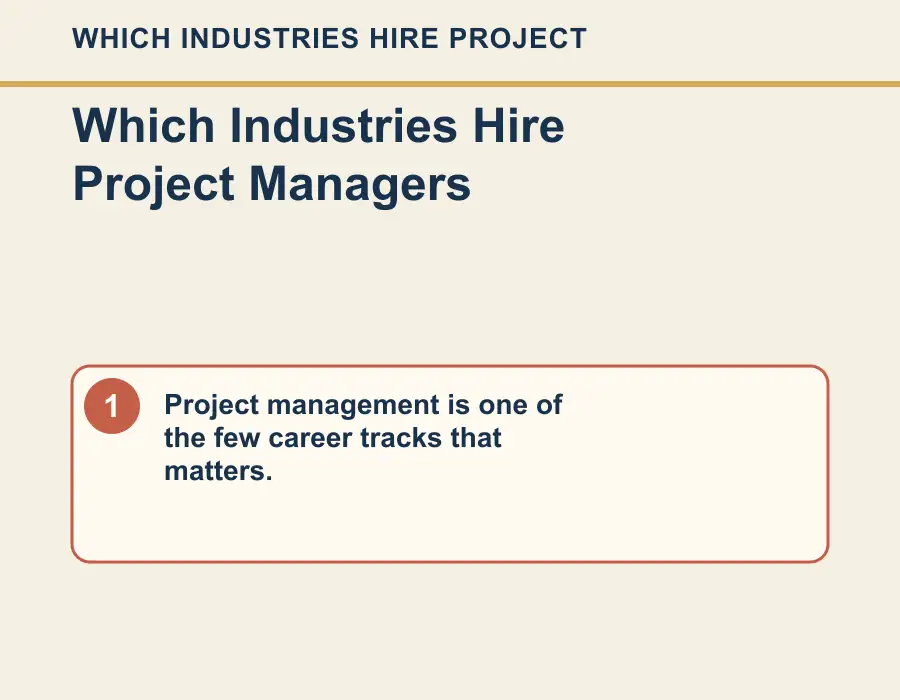 WHICH INDUSTRIES HIRE PROJECT
Which Industries Hire
Project Managers
1
Project management is one of
the few career tracks that
matters.